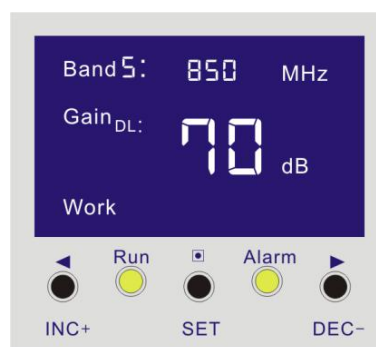 Band 5: 850 MHz
Gain DL: 70 dB
Work
Run Alarm
INC+ SET DEC-